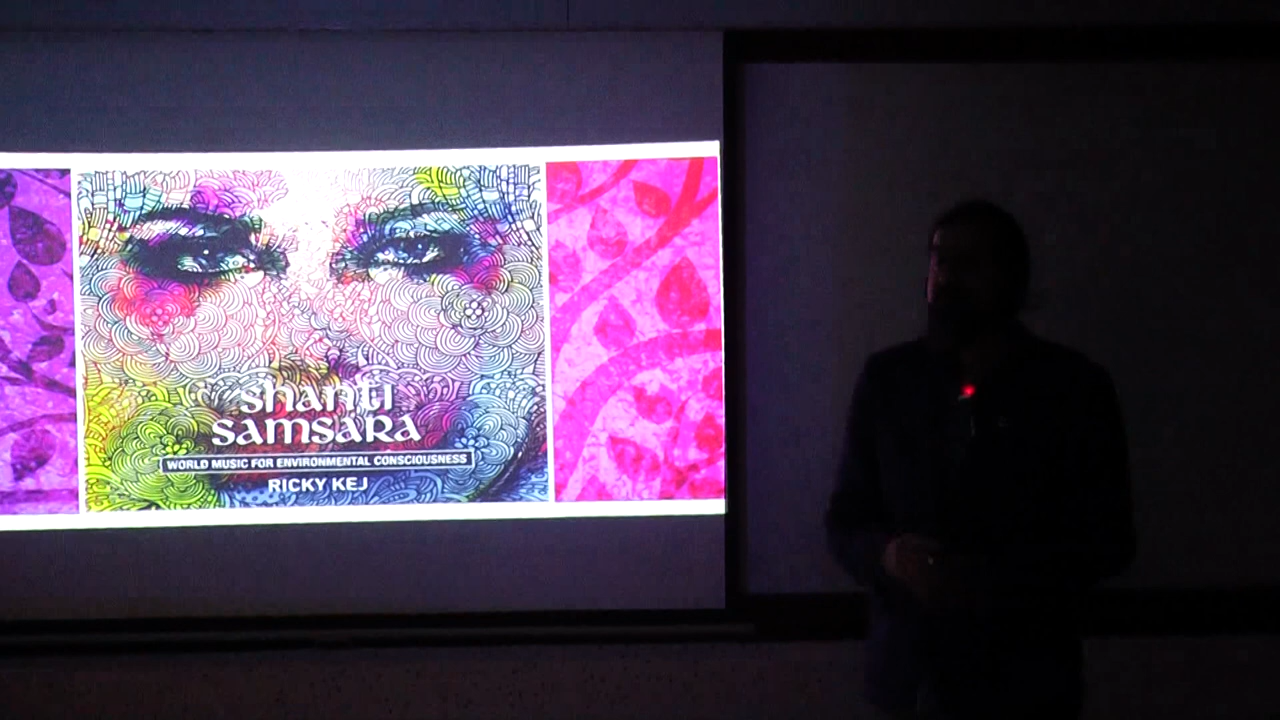 shanti
samsara
WORLD MUSIC FOR ENVIRONMENTAL CONSCIOUSNESS
RICKY KEJ